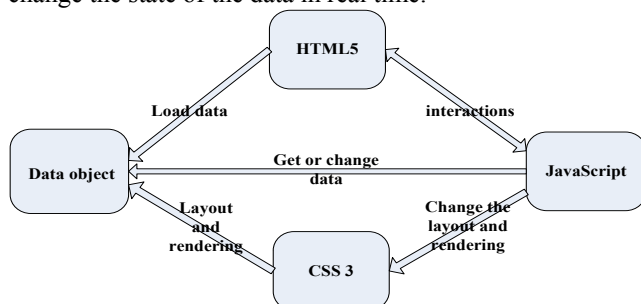 change the state of the data in real time.
HTML5
Load data
interactions
Data object
Get or change
data
JavaScript
Layout
and
rendering
Change the
layout and
rendering
CSS 3